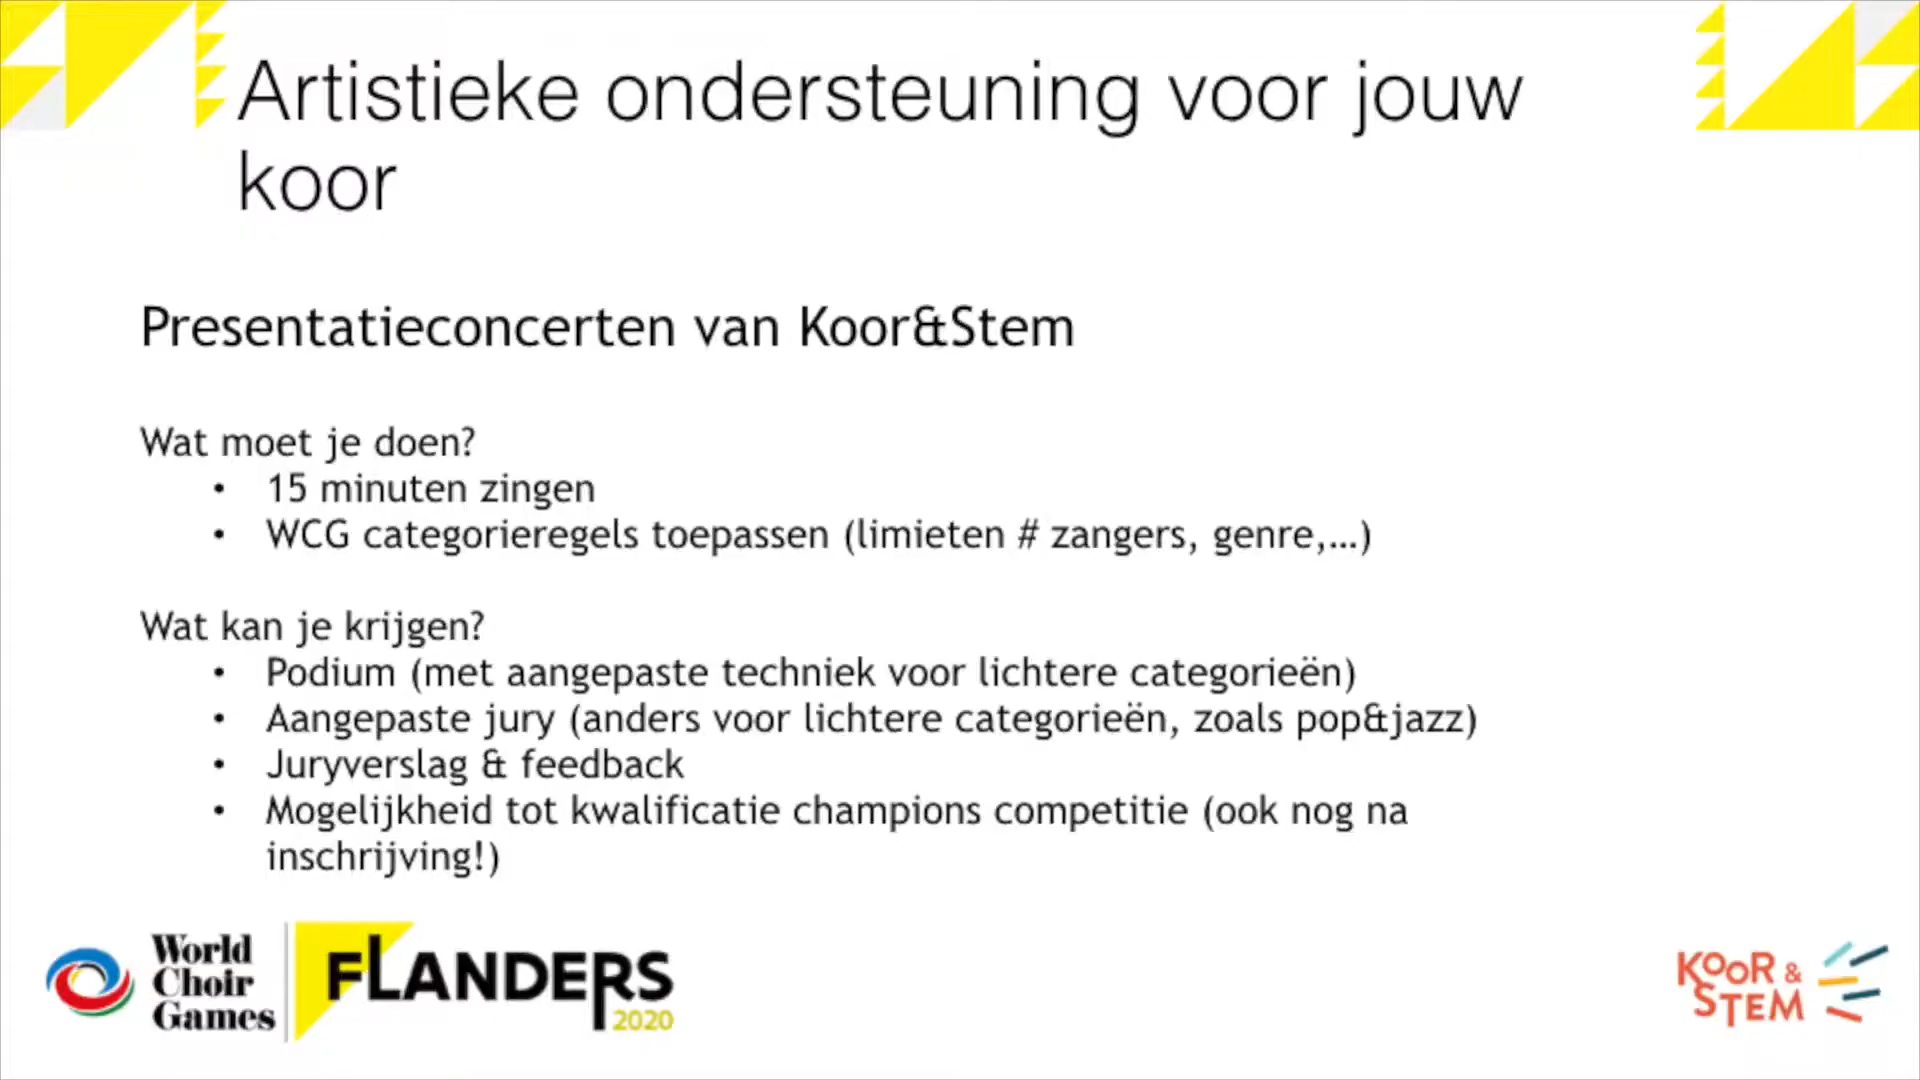 Artistieke ondersteuning voor jouw
koor
Presentatieconcerten van Koor&Stem
Wat moet je doen?
• 15 minuten zingen
• WCG categorieregels toepassen (limieten # zangers, genre,...)
Wat kan je krijgen?
• Podium (met aangepaste techniek voor lichtere categorieën)
• Aangepaste jury (anders voor lichtere categorieën, zoals pop&jazz)
• Juryverslag & feedback
• Mogelijkheid tot kwalificatie champions competitie (ook nog na
inschrijving!)
World
Choir
Games
FLANDERS
2020
KOOR &
STEM